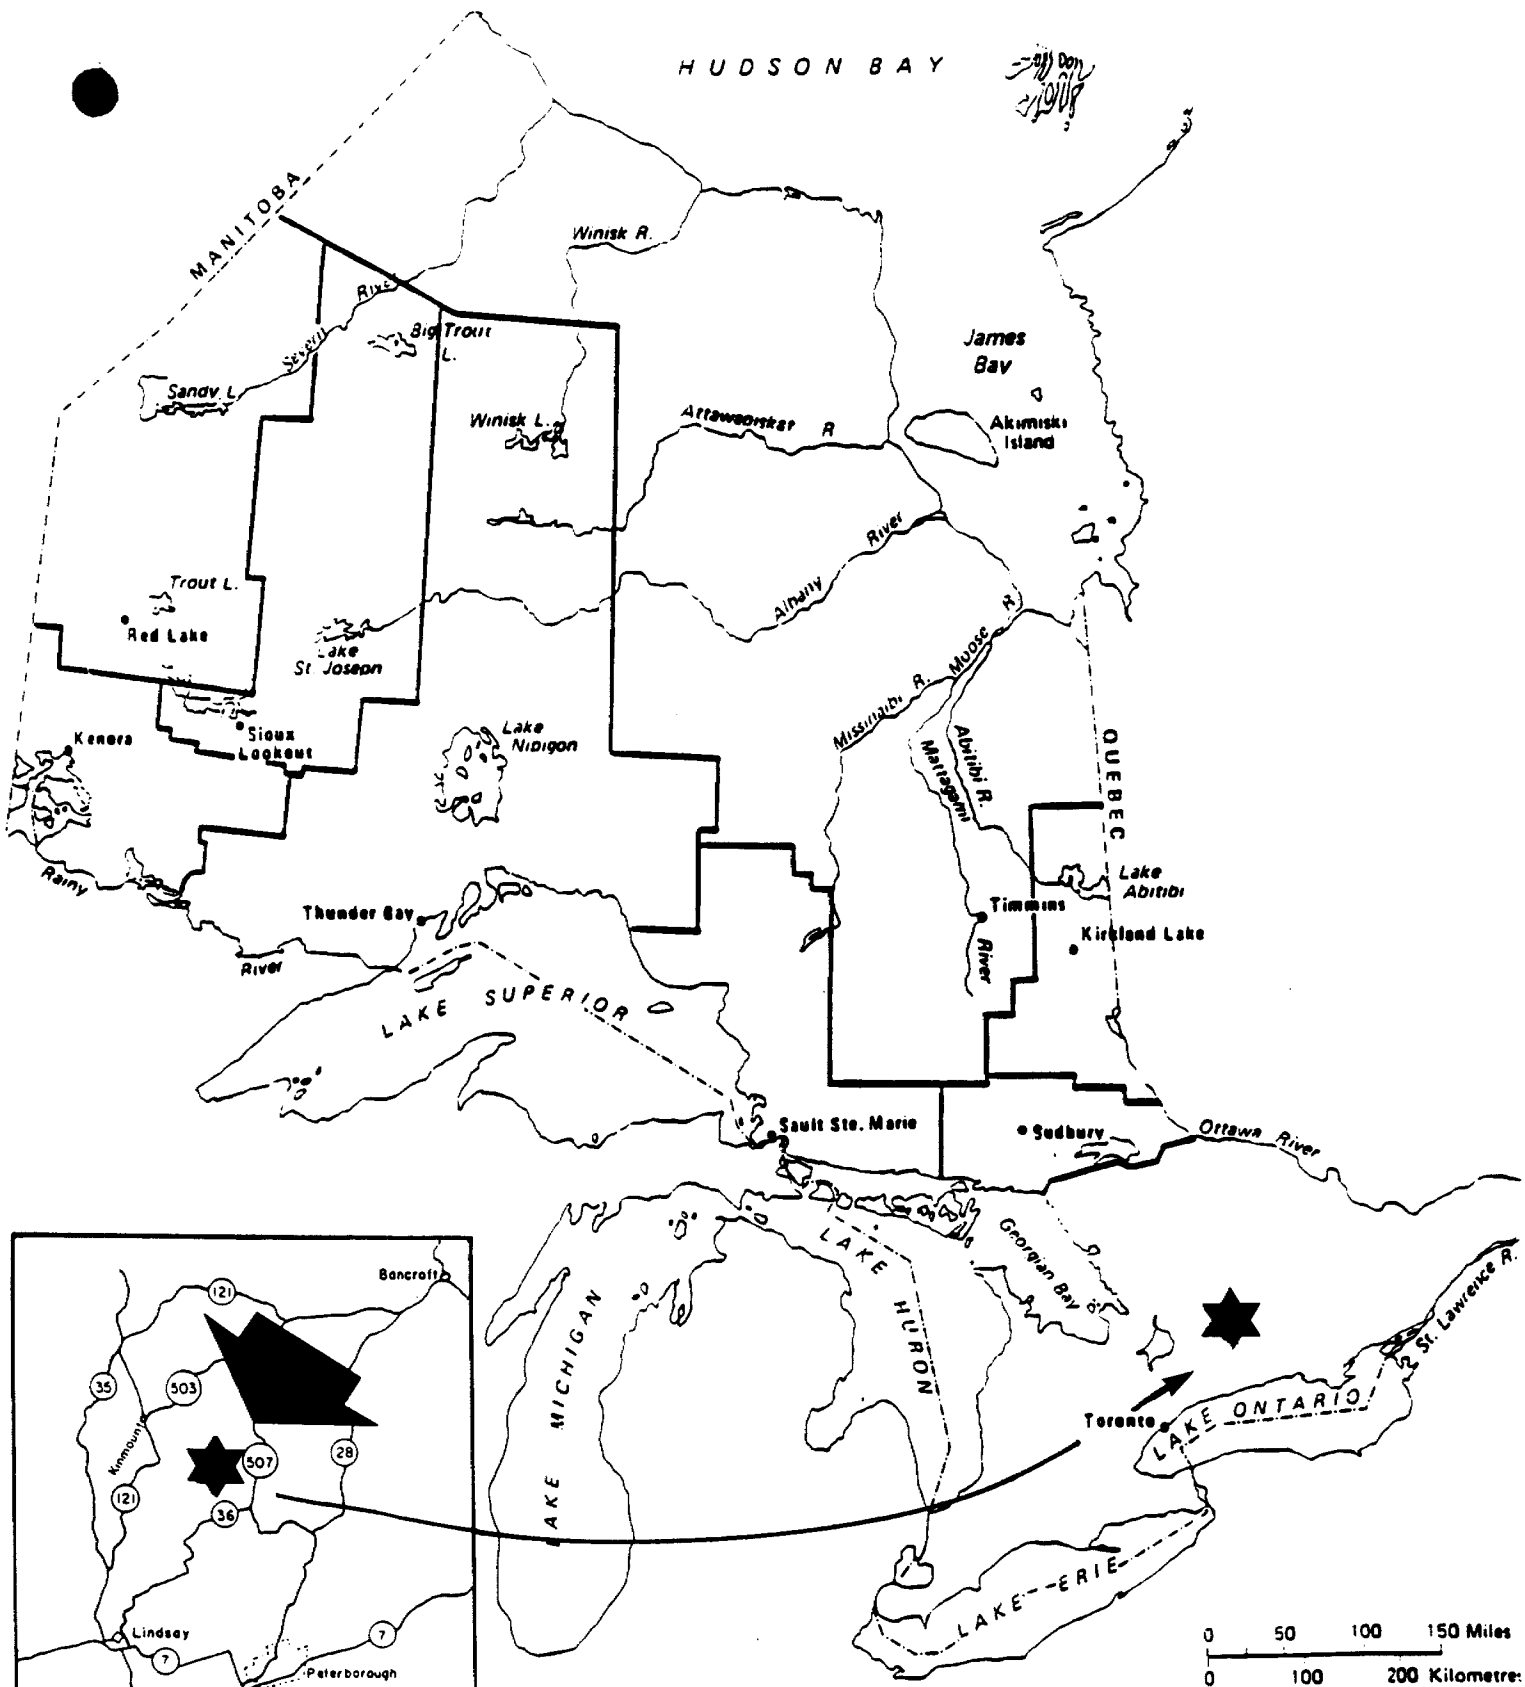 HUDSON BAY
MANITOBA
Winisk R.
River
Severn
Big Trout
L.
James
Bay
Sandy L.
Winisk L.
Attawapiskat R
Akimiski
Island
River
Albany
Trout L.
Red Lake
Lake
St. Joseph
Moose R
Missinaibi R.
Abitibi R.
Mattagami
QUEBEC
Lake
Nipigon
Kenora
Sioux
Lookout
Rainy
Lake
Abitibi
Thunder Bay
Timmins
Kirkland Lake
River
River
LAKE SUPERIOR
Sault Ste. Marie
Sudbury
Ottawa River
LAKE HURON
Georgian Bay
St. Lawrence R.
LAKE ONTARIO
Toronto
AKE MICHIGAN
LAKE ERIE
Bancroft
121
35
503
Kinmount
507
28
121
36
Lindsay
7
7
Peterborough
0 50 100 150 Miles
0 100 200 Kilometres